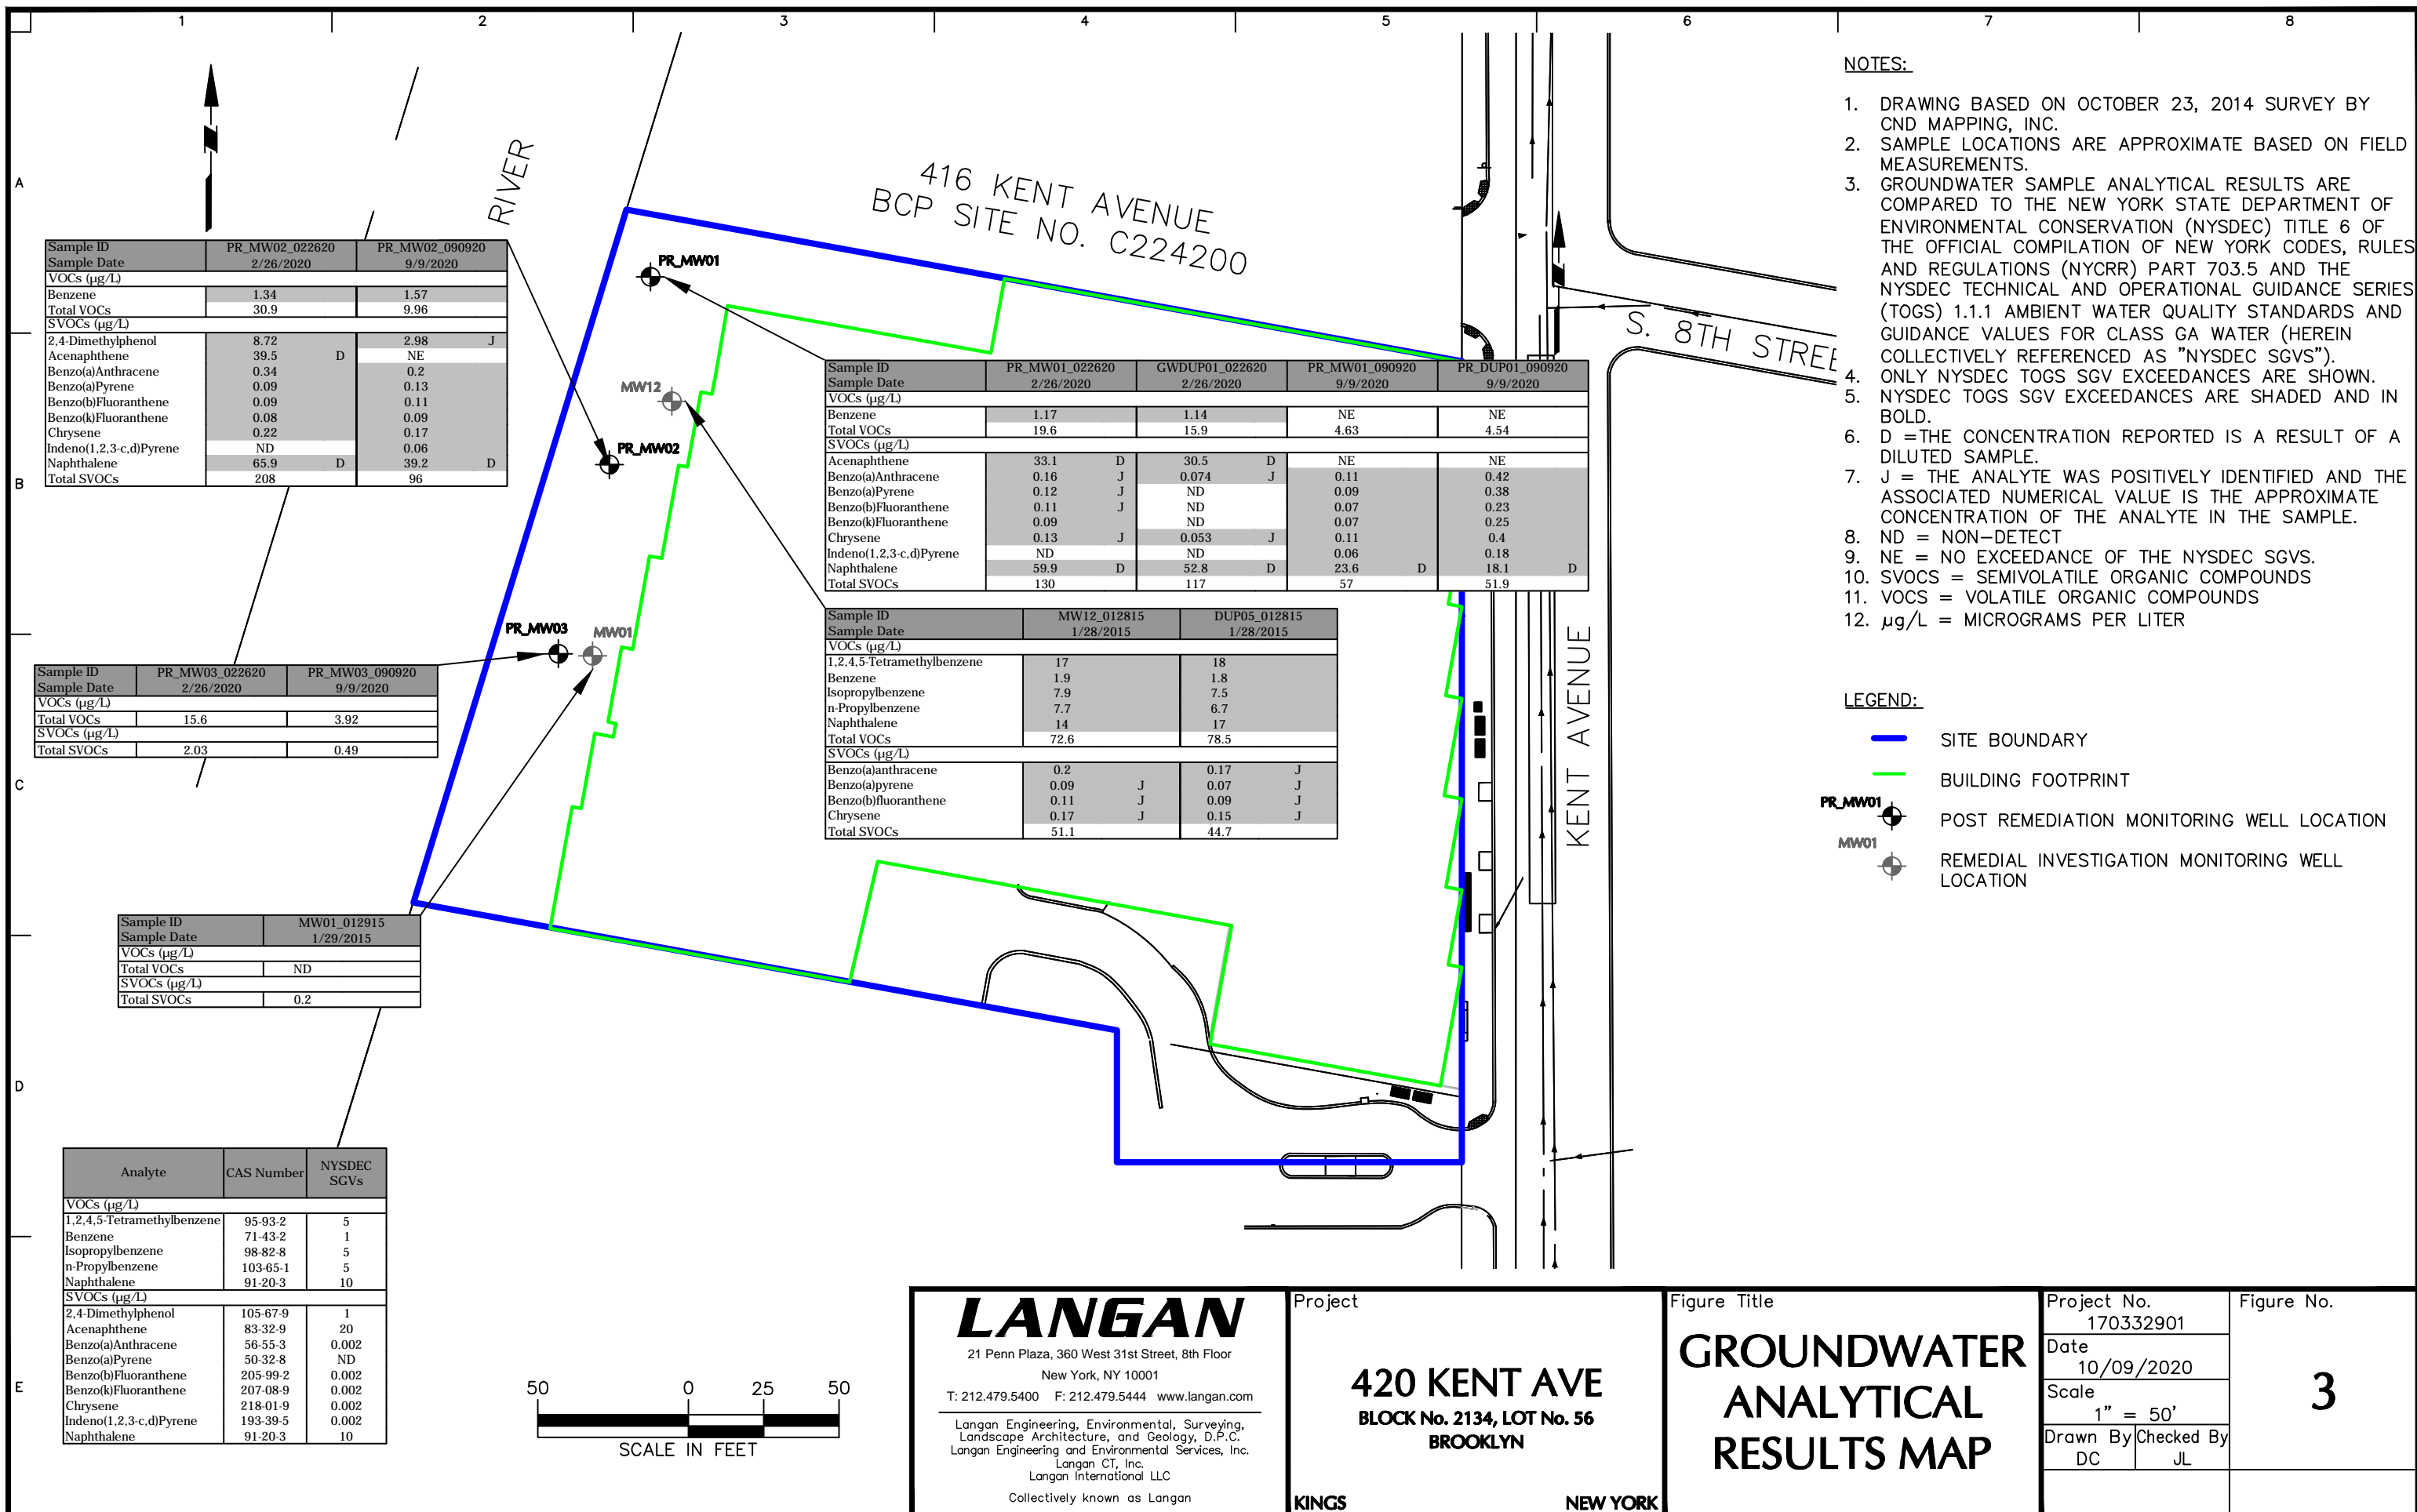 1 2 3 4 5 6 7 8
A
B
C
D
E
RIVER
416 KENT AVENUE
BCP SITE NO. C224200
S. 8TH STREE
KENT AVENUE
PR_MW01
MW12
PR_MW02
PR_MW03
MW01
Sample ID PR_MW02_022620 PR_MW02_090920
Sample Date 2/26/2020 9/9/2020
VOCs (µg/L)
Benzene 1.34 1.57
Total VOCs 30.9 9.96
SVOCs (µg/L)
2,4-Dimethylphenol 8.72 2.98 J
Acenaphthene 39.5 D NE
Benzo(a)Anthracene 0.34 0.2
Benzo(a)Pyrene 0.09 0.13
Benzo(b)Fluoranthene 0.09 0.11
Benzo(k)Fluoranthene 0.08 0.09
Chrysene 0.22 0.17
Indeno(1,2,3-c,d)Pyrene ND 0.06
Naphthalene 65.9 D 39.2 D
Total SVOCs 208 96
Sample ID PR_MW01_022620 GWDUP01_022620 PR_MW01_090920 PR_DUP01_090920
Sample Date 2/26/2020 2/26/2020 9/9/2020 9/9/2020
VOCs (µg/L)
Benzene 1.17 1.14 NE NE
Total VOCs 19.6 15.9 4.63 4.54
SVOCs (µg/L)
Acenaphthene 33.1 D 30.5 D NE NE
Benzo(a)Anthracene 0.16 J 0.074 J 0.11 0.42
Benzo(a)Pyrene 0.12 J ND 0.09 0.38
Benzo(b)Fluoranthene 0.11 J ND 0.07 0.23
Benzo(k)Fluoranthene 0.09 ND 0.07 0.25
Chrysene 0.13 J 0.053 J 0.11 0.4
Indeno(1,2,3-c,d)Pyrene ND ND 0.06 0.18
Naphthalene 59.9 D 52.8 D 23.6 D 18.1 D
Total SVOCs 130 117 57 51.9
Sample ID MW12_012815 DUP05_012815
Sample Date 1/28/2015 1/28/2015
VOCs (µg/L)
1,2,4,5-Tetramethylbenzene 17 18
Benzene 1.9 1.8
Isopropylbenzene 7.9 7.5
n-Propylbenzene 7.7 6.7
Naphthalene 14 17
Total VOCs 72.6 78.5
SVOCs (µg/L)
Benzo(a)anthracene 0.2 0.17 J
Benzo(a)pyrene 0.09 J 0.07 J
Benzo(b)fluoranthene 0.11 J 0.09 J
Chrysene 0.17 J 0.15 J
Total SVOCs 51.1 44.7
Sample ID PR_MW03_022620 PR_MW03_090920
Sample Date 2/26/2020 9/9/2020
VOCs (µg/L)
Total VOCs 15.6 3.92
SVOCs (µg/L)
Total SVOCs 2.03 0.49
Sample ID MW01_012915
Sample Date 1/29/2015
VOCs (µg/L)
Total VOCs ND
SVOCs (µg/L)
Total SVOCs 0.2
Analyte CAS Number NYSDEC SGVs
VOCs (µg/L)
1,2,4,5-Tetramethylbenzene 95-93-2 5
Benzene 71-43-2 1
Isopropylbenzene 98-82-8 5
n-Propylbenzene 103-65-1 5
Naphthalene 91-20-3 10
SVOCs (µg/L)
2,4-Dimethylphenol 105-67-9 1
Acenaphthene 83-32-9 20
Benzo(a)Anthracene 56-55-3 0.002
Benzo(a)Pyrene 50-32-8 ND
Benzo(b)Fluoranthene 205-99-2 0.002
Benzo(k)Fluoranthene 207-08-9 0.002
Chrysene 218-01-9 0.002
Indeno(1,2,3-c,d)Pyrene 193-39-5 0.002
Naphthalene 91-20-3 10
NOTES:
1. DRAWING BASED ON OCTOBER 23, 2014 SURVEY BY
CND MAPPING, INC.
2. SAMPLE LOCATIONS ARE APPROXIMATE BASED ON FIELD
MEASUREMENTS.
3. GROUNDWATER SAMPLE ANALYTICAL RESULTS ARE
COMPARED TO THE NEW YORK STATE DEPARTMENT OF
ENVIRONMENTAL CONSERVATION (NYSDEC) TITLE 6 OF
THE OFFICIAL COMPILATION OF NEW YORK CODES, RULES
AND REGULATIONS (NYCRR) PART 703.5 AND THE
NYSDEC TECHNICAL AND OPERATIONAL GUIDANCE SERIES
(TOGS) 1.1.1 AMBIENT WATER QUALITY STANDARDS AND
GUIDANCE VALUES FOR CLASS GA WATER (HEREIN
COLLECTIVELY REFERENCED AS "NYSDEC SGVS").
4. ONLY NYSDEC TOGS SGV EXCEEDANCES ARE SHOWN.
5. NYSDEC TOGS SGV EXCEEDANCES ARE SHADED AND IN
BOLD.
6. D =THE CONCENTRATION REPORTED IS A RESULT OF A
DILUTED SAMPLE.
7. J = THE ANALYTE WAS POSITIVELY IDENTIFIED AND THE
ASSOCIATED NUMERICAL VALUE IS THE APPROXIMATE
CONCENTRATION OF THE ANALYTE IN THE SAMPLE.
8. ND = NON-DETECT
9. NE = NO EXCEEDANCE OF THE NYSDEC SGVS.
10. SVOCS = SEMIVOLATILE ORGANIC COMPOUNDS
11. VOCS = VOLATILE ORGANIC COMPOUNDS
12. µg/L = MICROGRAMS PER LITER
LEGEND:
SITE BOUNDARY
BUILDING FOOTPRINT
PR_MW01
POST REMEDIATION MONITORING WELL LOCATION
MW01
REMEDIAL INVESTIGATION MONITORING WELL
LOCATION
50 0 25 50
SCALE IN FEET
LANGAN
21 Penn Plaza, 360 West 31st Street, 8th Floor
New York, NY 10001
T: 212.479.5400 F: 212.479.5444 www.langan.com
Langan Engineering, Environmental, Surveying,
Landscape Architecture, and Geology, D.P.C.
Langan Engineering and Environmental Services, Inc.
Langan CT, Inc.
Langan International LLC
Collectively known as Langan
Project
420 KENT AVE
BLOCK No. 2134, LOT No. 56
BROOKLYN
KINGS NEW YORK
Figure Title
GROUNDWATER
ANALYTICAL
RESULTS MAP
Project No.
170332901
Date
10/09/2020
Scale
1" = 50'
Drawn By Checked By
DC JL
Figure No.
3